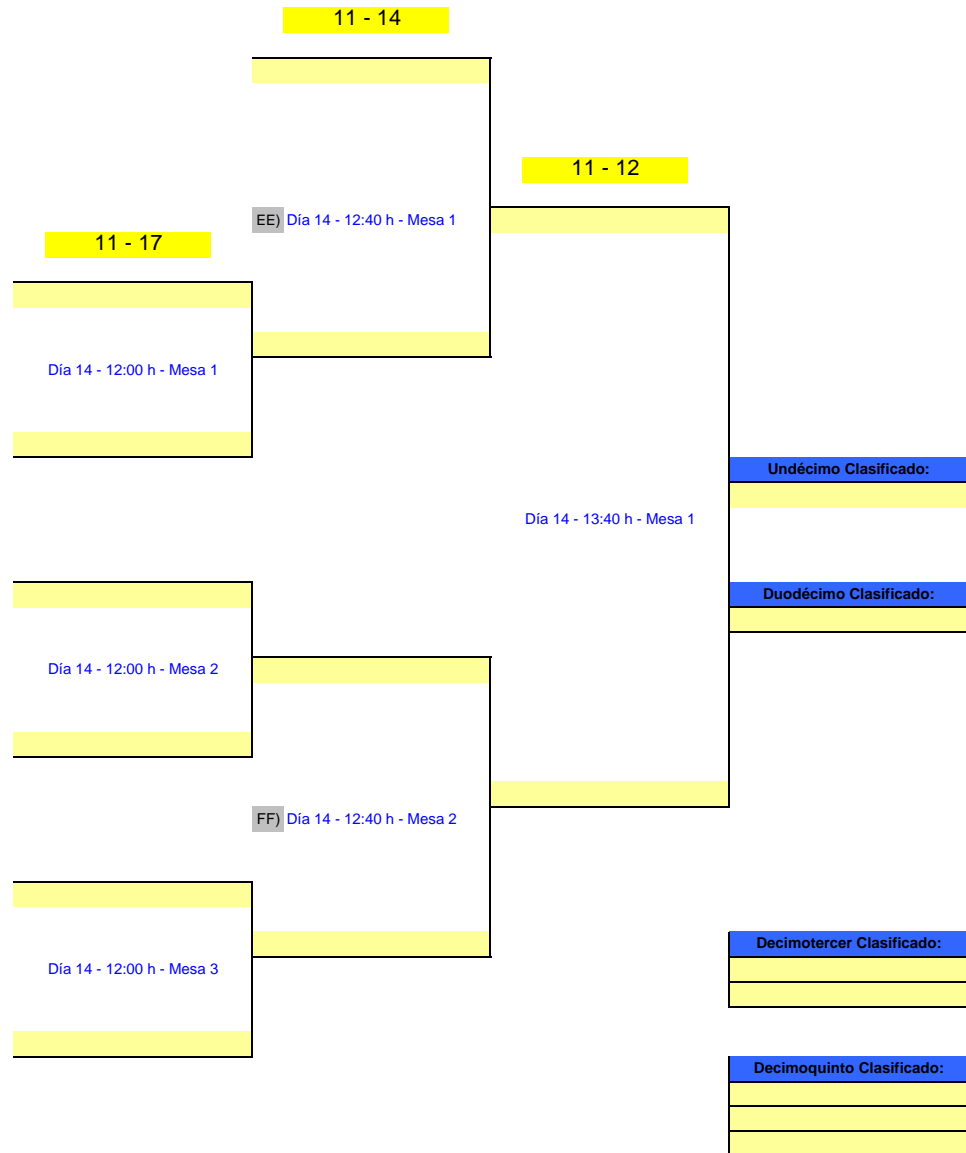 11 - 14
11 - 12
EE) Día 14 - 12:40 h - Mesa 1
11 - 17
Día 14 - 12:00 h - Mesa 1
Undécimo Clasificado:
Día 14 - 13:40 h - Mesa 1
Duodécimo Clasificado:
Día 14 - 12:00 h - Mesa 2
FF) Día 14 - 12:40 h - Mesa 2
Decimotercer Clasificado:
Día 14 - 12:00 h - Mesa 3
Decimoquinto Clasificado: